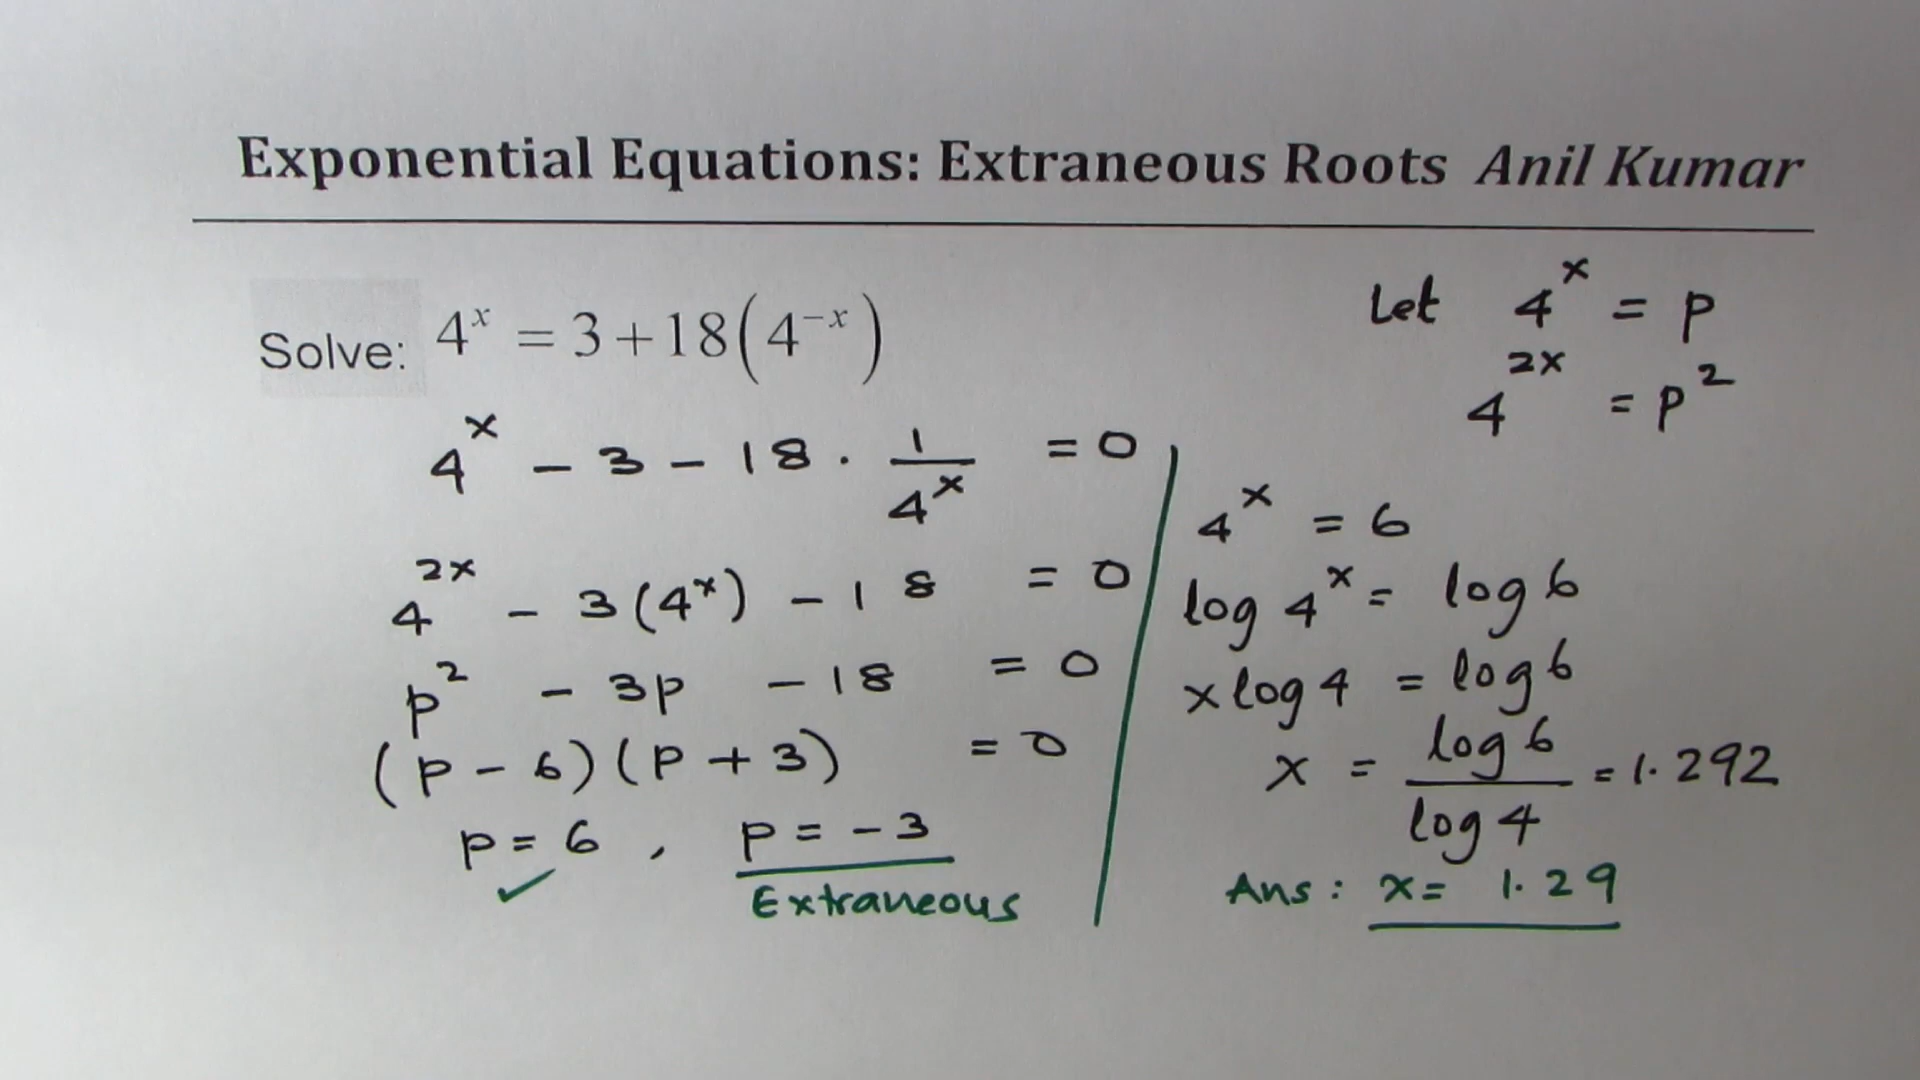 Exponential Equations: Extraneous Roots Anil Kumar
Solve: 4^x = 3 + 18(4^{-x})
Let 4^x = p
4^{2x} = p^2
4^x - 3 - 18 · 1/4^x = 0
4^{2x} - 3(4^x) - 18 = 0
p^2 - 3p - 18 = 0
(p - 6)(p + 3) = 0
p = 6 , p = -3
✓ Extraneous
4^x = 6
log 4^x = log 6
x log 4 = log 6
x = log 6 / log 4 = 1.292
Ans : x = 1.29